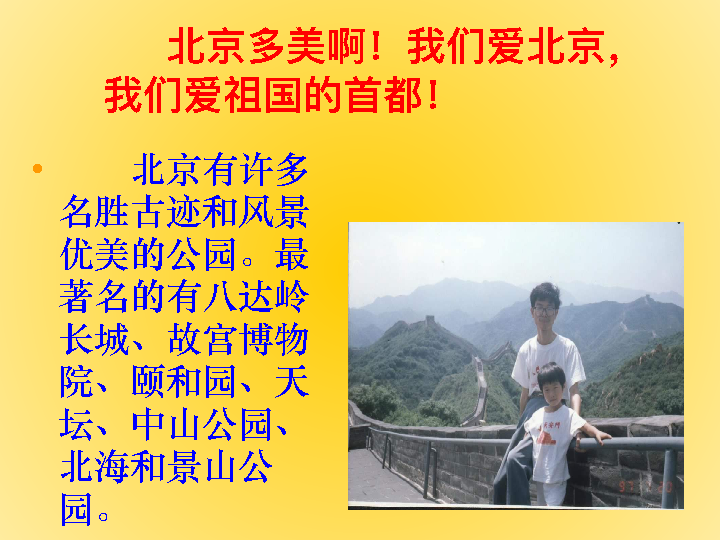 北京多美啊！我们爱北京，
我们爱祖国的首都！
北京有许多
名胜古迹和风景
优美的公园。最
著名的有八达岭
长城、故宫博物
院、颐和园、天
坛、中山公园、
北海和景山公
园。